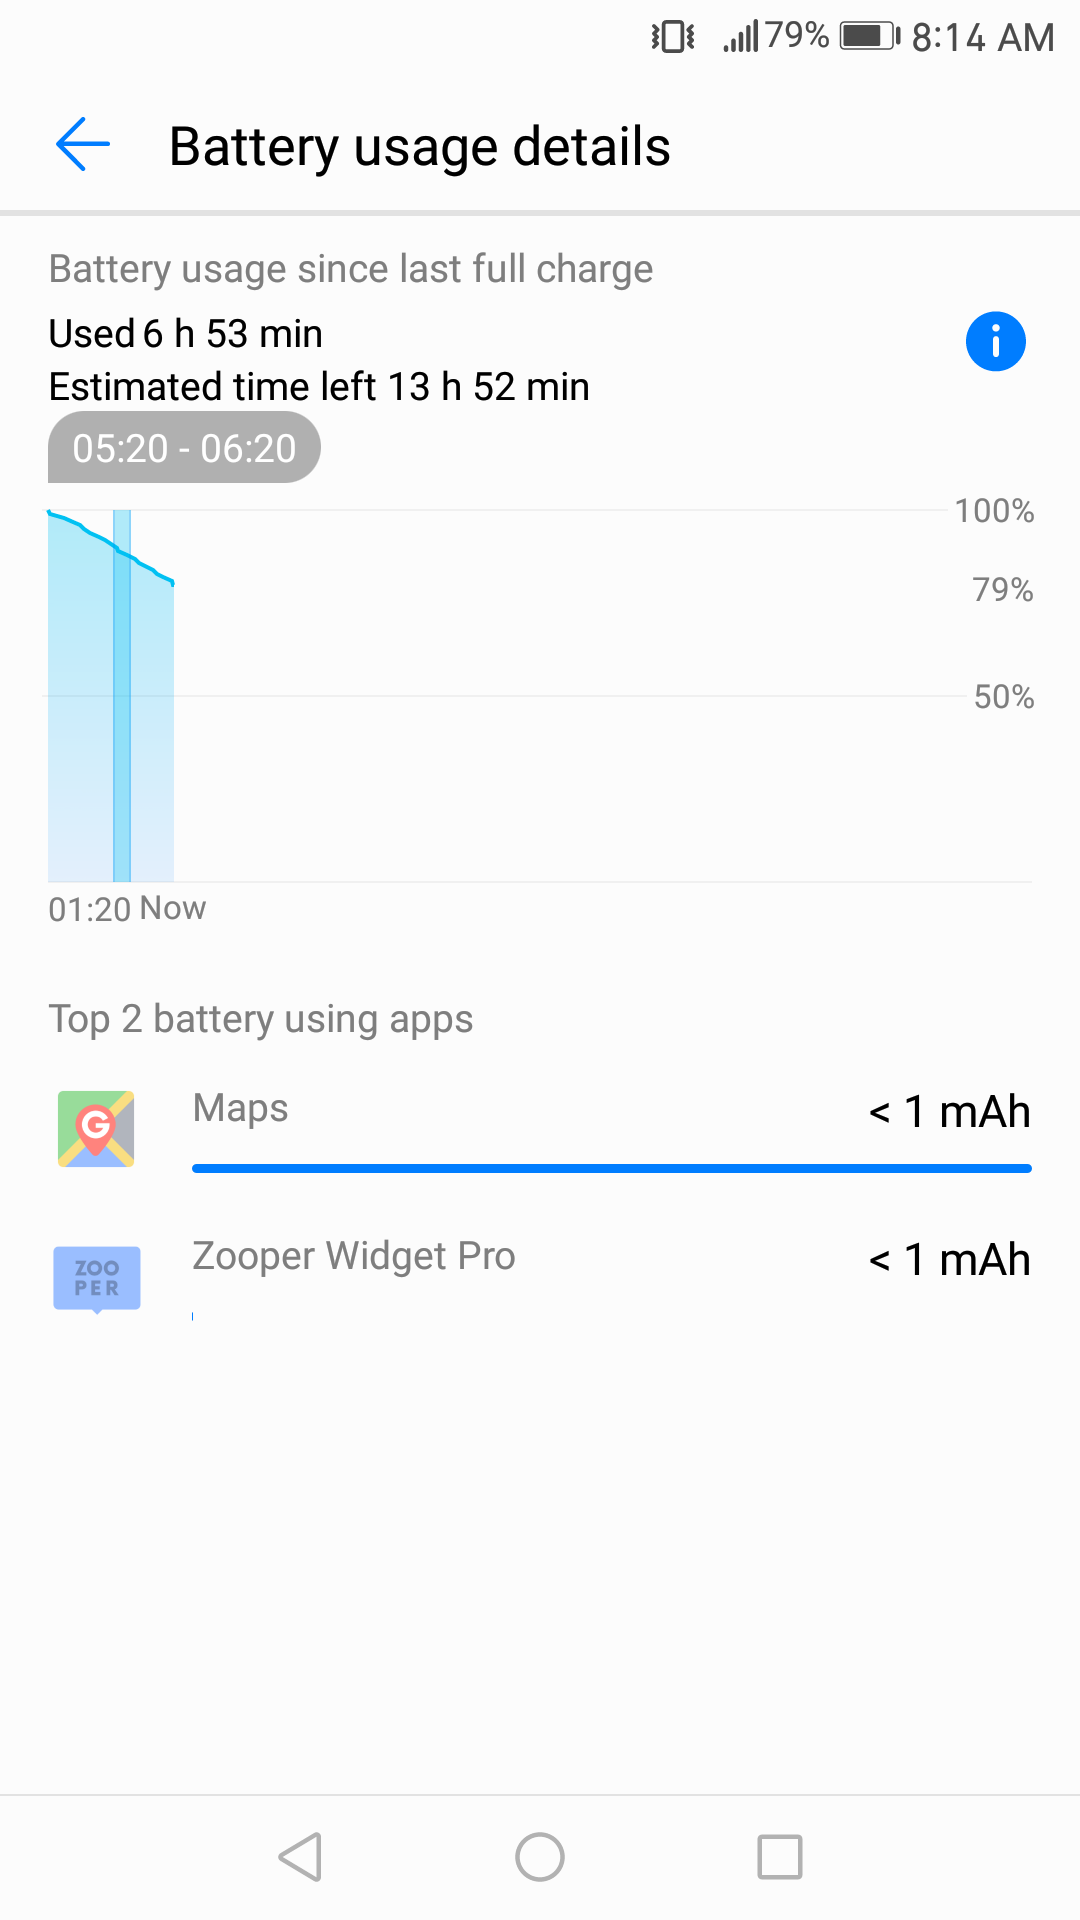 79% 8:14 AM
Battery usage details
Battery usage since last full charge
Used 6 h 53 min
Estimated time left 13 h 52 min
05:20 - 06:20
100%
79%
50%
01:20 Now
Top 2 battery using apps
G
Maps < 1 mAh
ZOO
PER
Zooper Widget Pro < 1 mAh